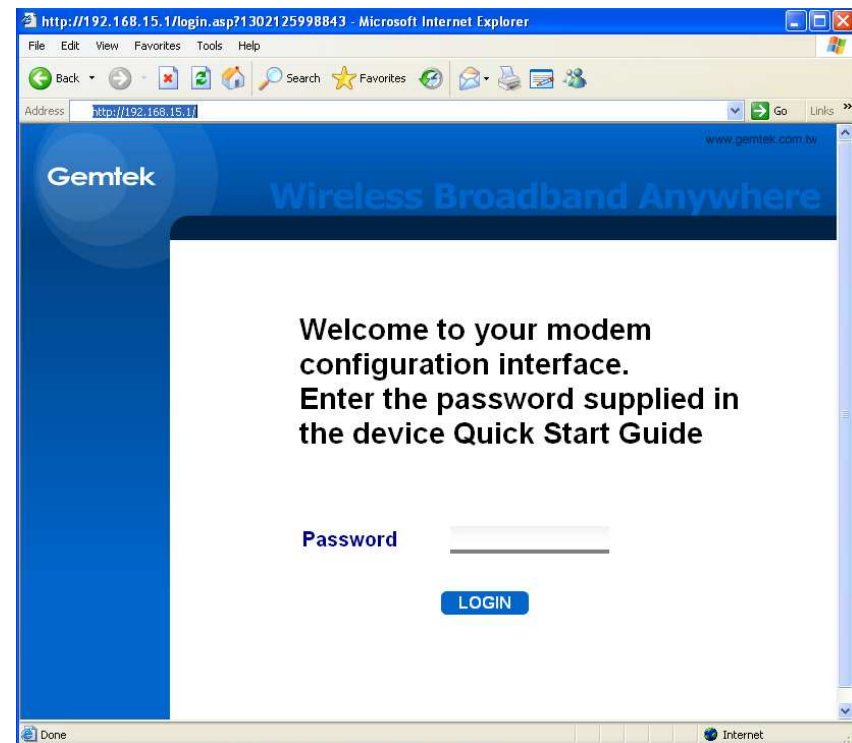 http://192.168.15.1/login.asp?1302125998843 - Microsoft Internet Explorer
File Edit View Favorites Tools Help
Back Search Favorites
Address http://192.168.15.1/ Go Links »
www.gemtek.com.tw
Gemtek
Wireless Broadband Anywhere
Welcome to your modem
configuration interface.
Enter the password supplied in
the device Quick Start Guide
Password
LOGIN
Done Internet